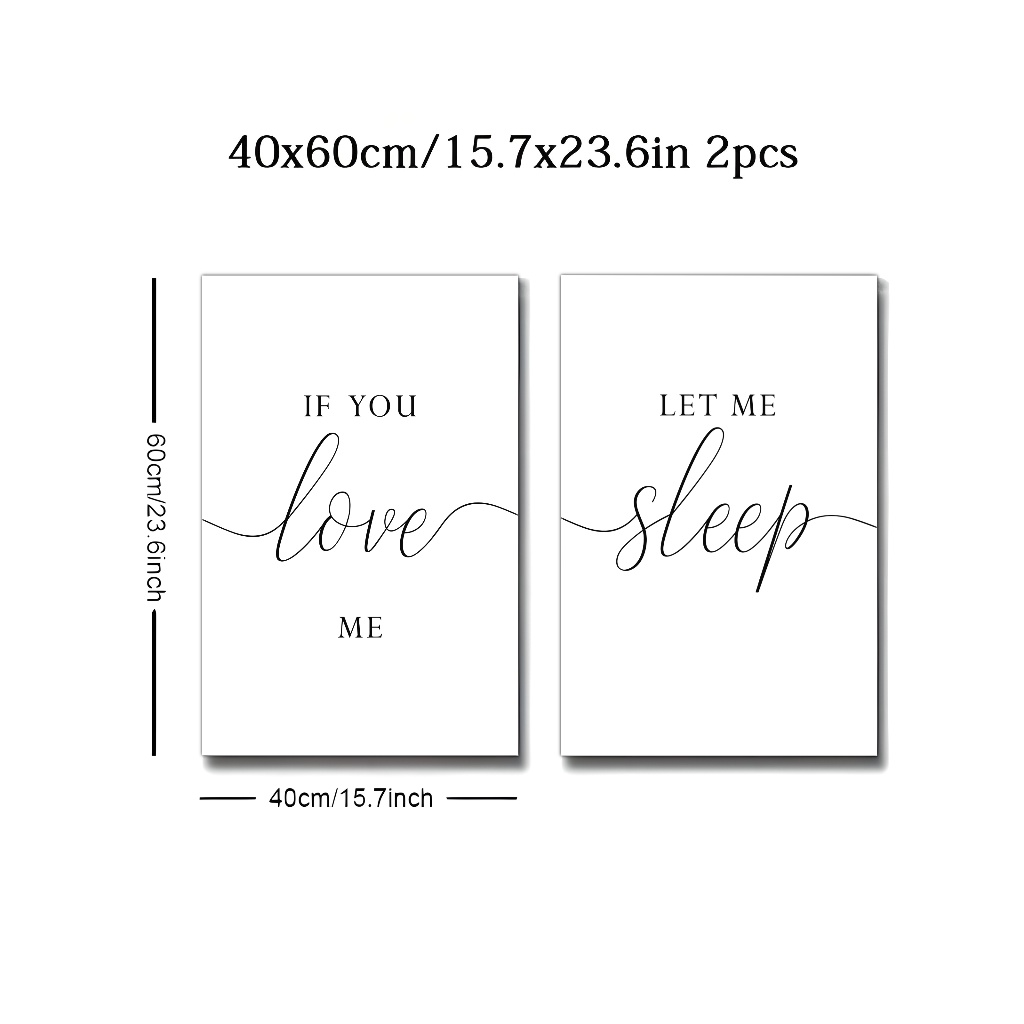 40x60cm/15.7x23.6in 2pcs
60cm/23.6inch
IF YOU
love
ME
LET ME
sleep
40cm/15.7inch